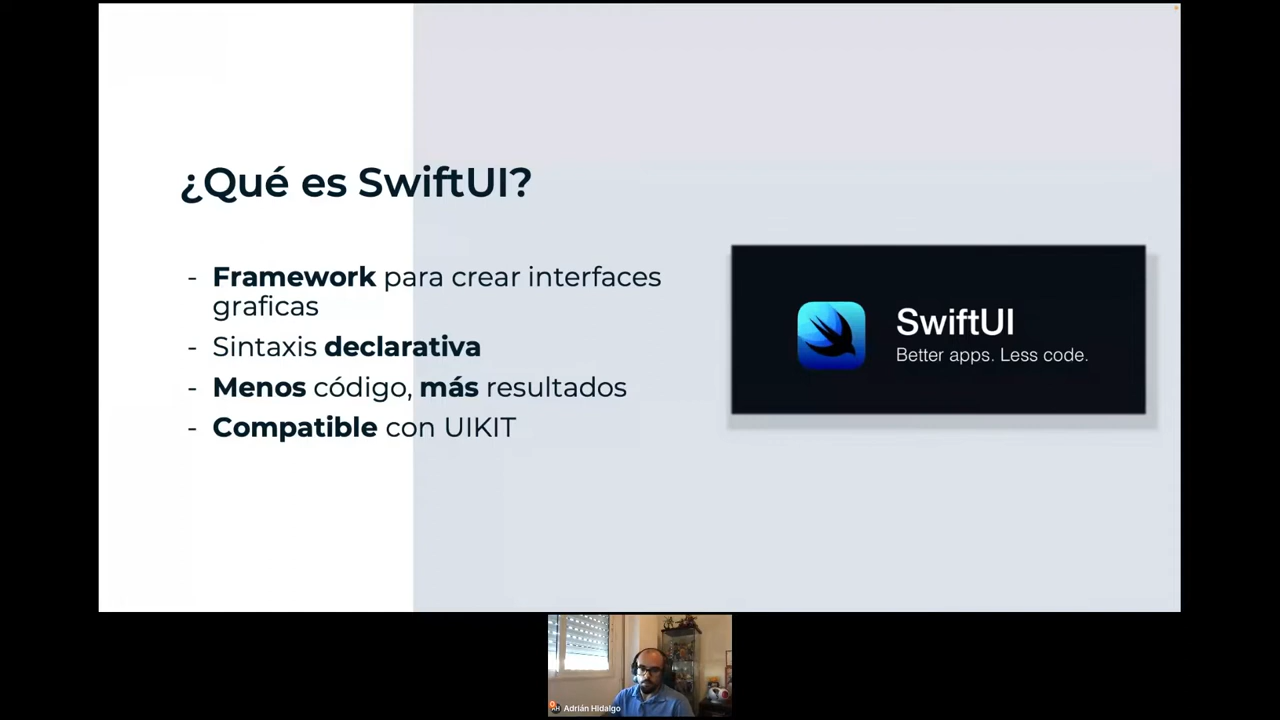 ¿Qué es SwiftUI?
- Framework para crear interfaces
graficas
- Sintaxis declarativa
- Menos código, más resultados
- Compatible con UIKIT
SwiftUI
Better apps. Less code.
AH Adrián Hidalgo